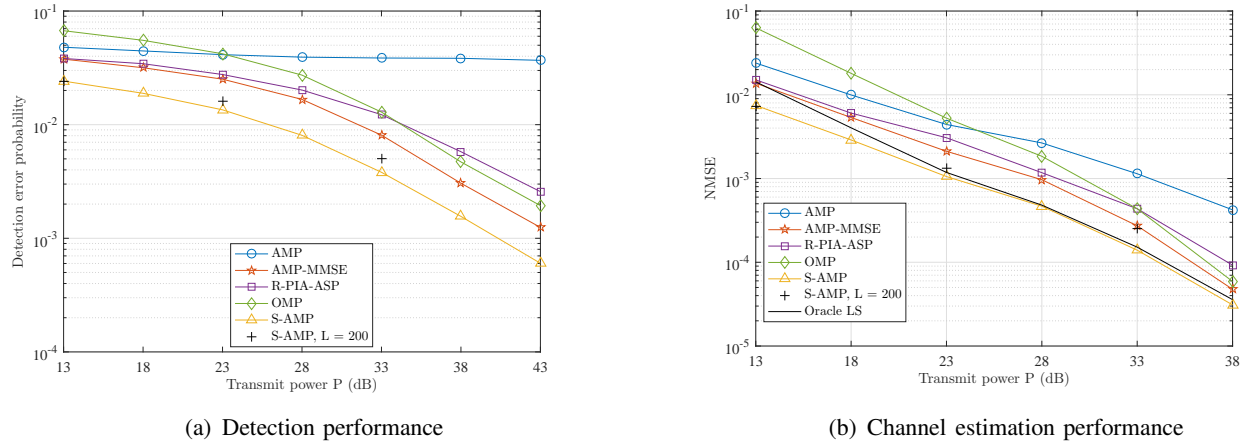 10^-1
10^-2
10^-3
10^-4
Detection error probability
AMP
AMP-MMSE
R-PIA-ASP
OMP
S-AMP
S-AMP, L = 200
13 18 23 28 33 38 43
Transmit power P (dB)
(a) Detection performance
10^-1
10^-2
10^-3
10^-4
10^-5
NMSE
AMP
AMP-MMSE
R-PIA-ASP
OMP
S-AMP
S-AMP, L = 200
Oracle LS
13 18 23 28 33 38
Transmit power P (dB)
(b) Channel estimation performance